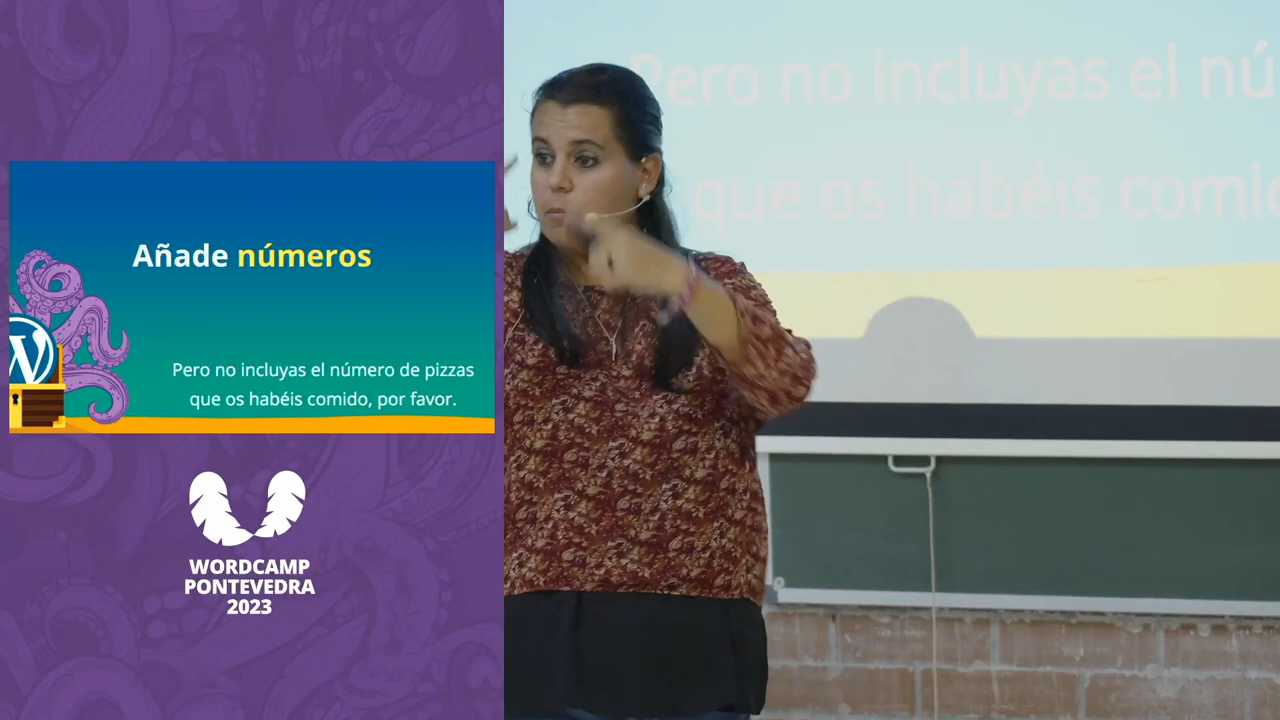 Añade números
Pero no incluyas el número de pizzas
que os habéis comido, por favor.
WORDCAMP
PONTEVEDRA
2023
Pero no incluyas el nú
que os habéis comi